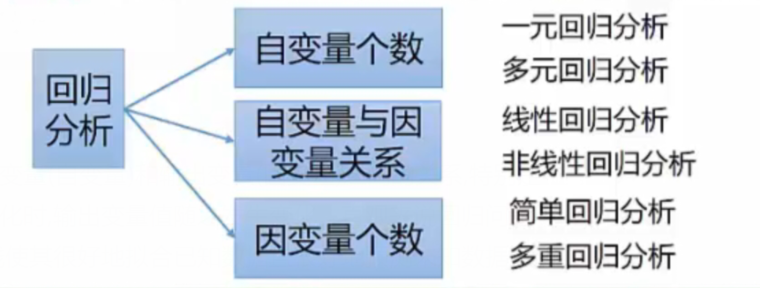 回归
分析
自变量个数
一元回归分析
多元回归分析
自变量与因
变量关系
线性回归分析
非线性回归分析
因变量个数
简单回归分析
多重回归分析